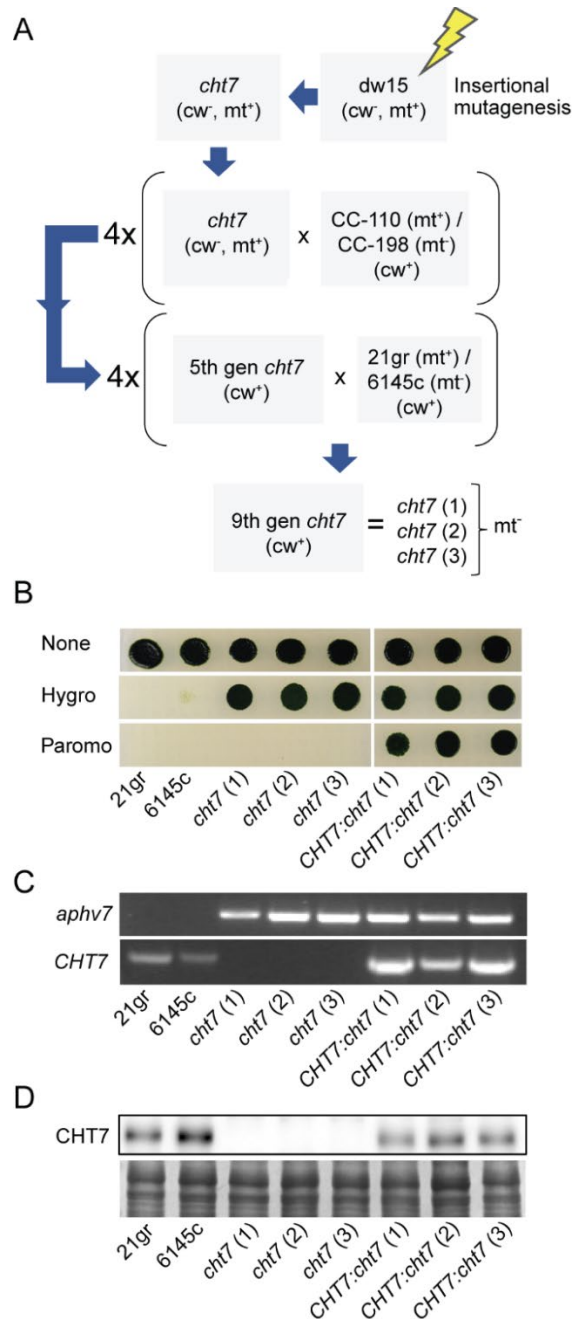 A
cht7
(cw⁻, mt⁺)
dw15
(cw⁻, mt⁺)
Insertional
mutagenesis
4x
cht7
(cw⁻, mt⁺)
x
CC-110 (mt⁺) /
CC-198 (mt⁻)
(cw⁺)
4x
5th gen cht7
(cw⁺)
x
21gr (mt⁺) /
6145c (mt⁻)
(cw⁺)
9th gen cht7
(cw⁺)
=
cht7 (1)
cht7 (2)
cht7 (3)
mt⁻
B
None
Hygro
Paromo
21gr
6145c
cht7 (1)
cht7 (2)
cht7 (3)
CHT7:cht7 (1)
CHT7:cht7 (2)
CHT7:cht7 (3)
C
aphv7
CHT7
21gr
6145c
cht7 (1)
cht7 (2)
cht7 (3)
CHT7:cht7 (1)
CHT7:cht7 (2)
CHT7:cht7 (3)
D
CHT7
21gr
6145c
cht7 (1)
cht7 (2)
cht7 (3)
CHT7:cht7 (1)
CHT7:cht7 (2)
CHT7:cht7 (3)